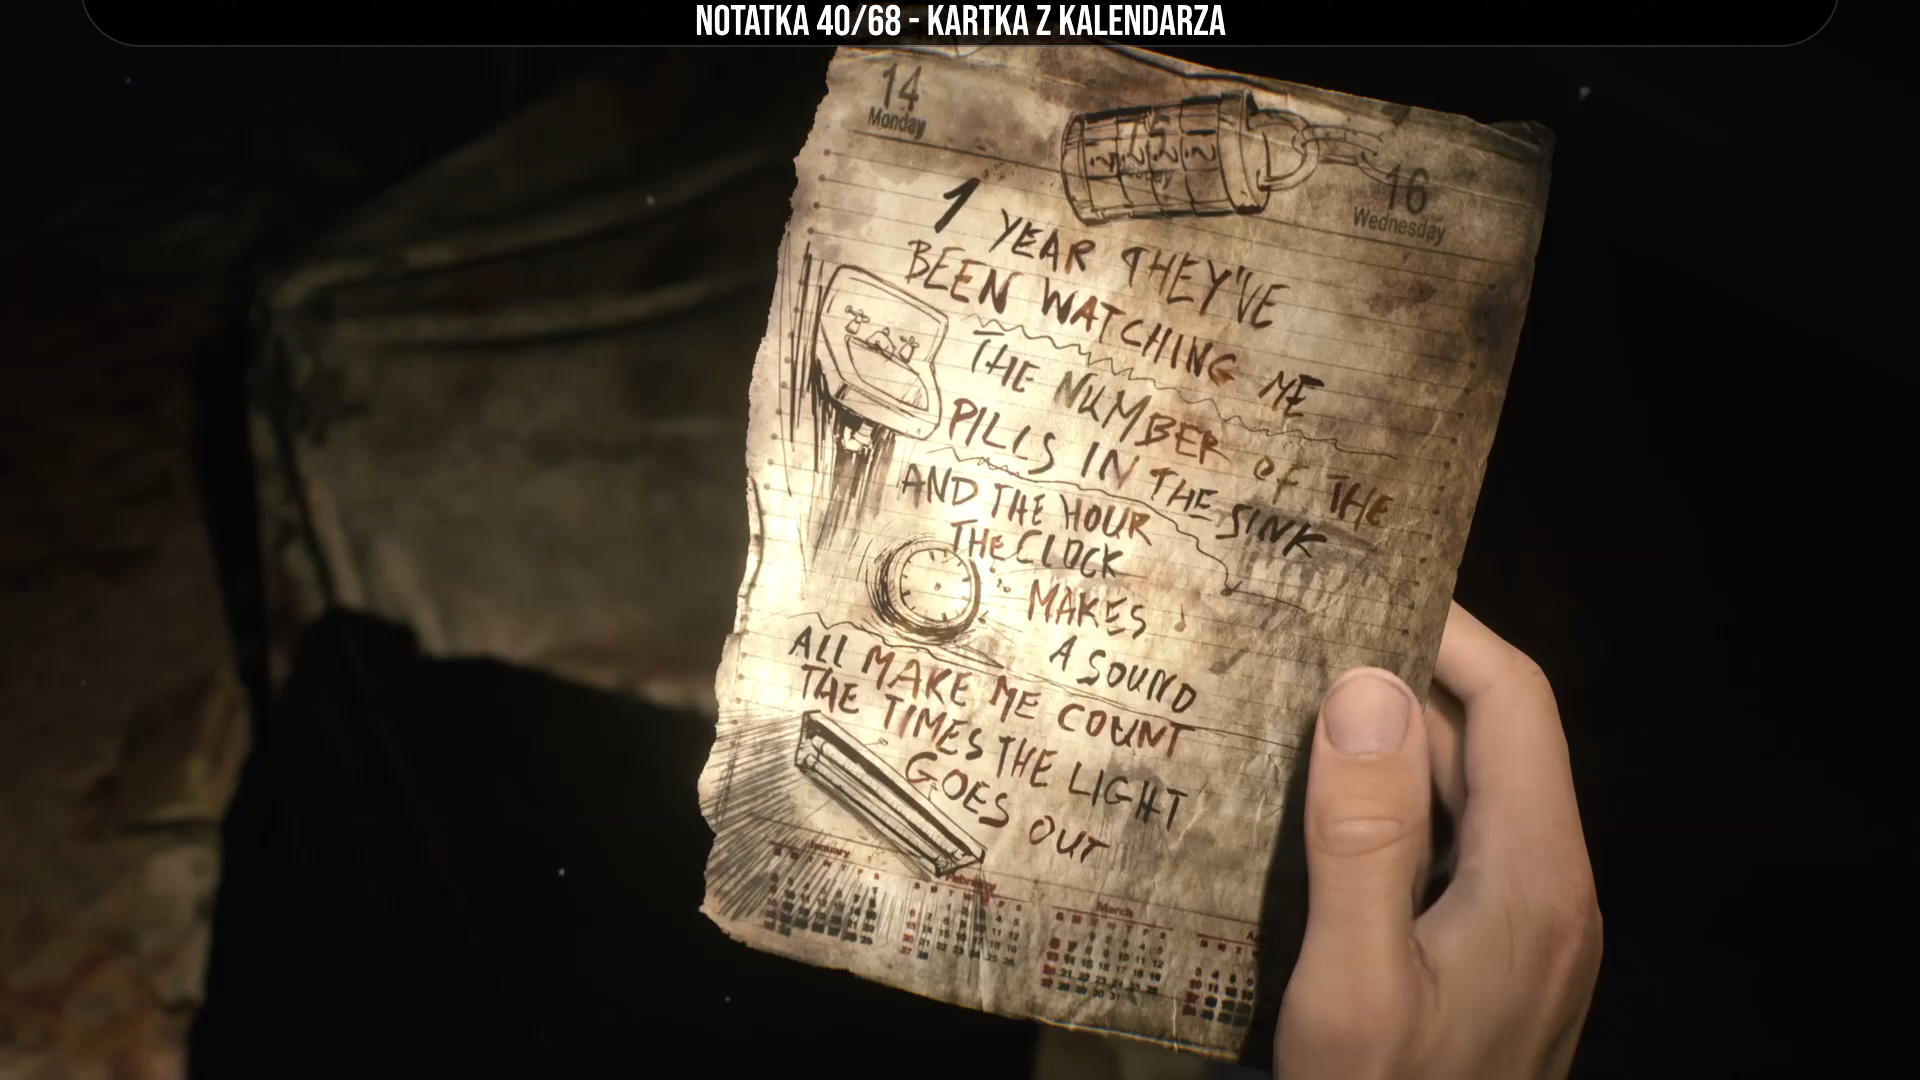 NOTATKA 40/68 - KARTKA Z KALENDARZA
14
Monday
16
Wednesday
1 YEAR THEY'VE
BEEN WATCHING ME
THE NUMBER OF THE
PILLS IN THE SINK
AND THE HOUR
THE CLOCK
MAKES
A SOUND
ALL MAKE ME COUNT
THE TIMES THE LIGHT
GOES OUT
January
February
March